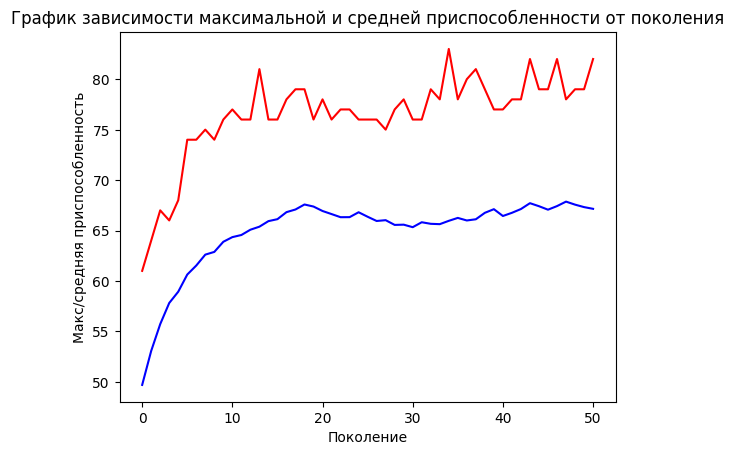 График зависимости максимальной и средней приспособленности от поколения
Макс/средняя приспособленность
80
75
70
65
60
55
50
0 10 20 30 40 50
Поколение